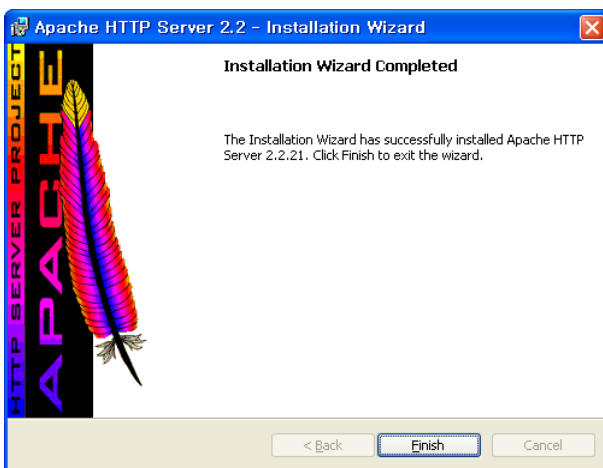 Apache HTTP Server 2.2 - Installation Wizard
HTTP SERVER PROJECT
APACHE
Installation Wizard Completed
The Installation Wizard has successfully installed Apache HTTP
Server 2.2.21. Click Finish to exit the wizard.
< Back
Finish
Cancel